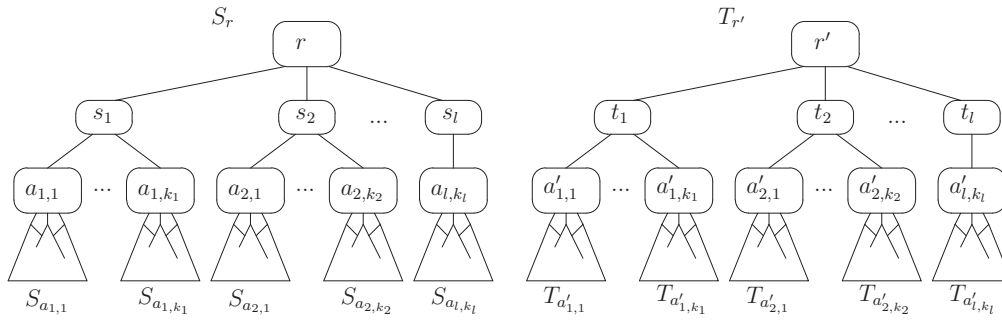 $S_r$ $T_{r'}$
$r$ $r'$
$s_1$ $s_2$ ... $s_l$ $t_1$ $t_2$ ... $t_l$
$a_{1,1}$ ... $a_{1,k_1}$ $a_{2,1}$ ... $a_{2,k_2}$ $a_{l,k_l}$ $a'_{1,1}$ ... $a'_{1,k_1}$ $a'_{2,1}$ ... $a'_{2,k_2}$ $a'_{l,k_l}$
$S_{a_{1,1}}$ $S_{a_{1,k_1}}$ $S_{a_{2,1}}$ $S_{a_{2,k_2}}$ $S_{a_{l,k_l}}$ $T_{a'_{1,1}}$ $T_{a'_{1,k_1}}$ $T_{a'_{2,1}}$ $T_{a'_{2,k_2}}$ $T_{a'_{l,k_l}}$